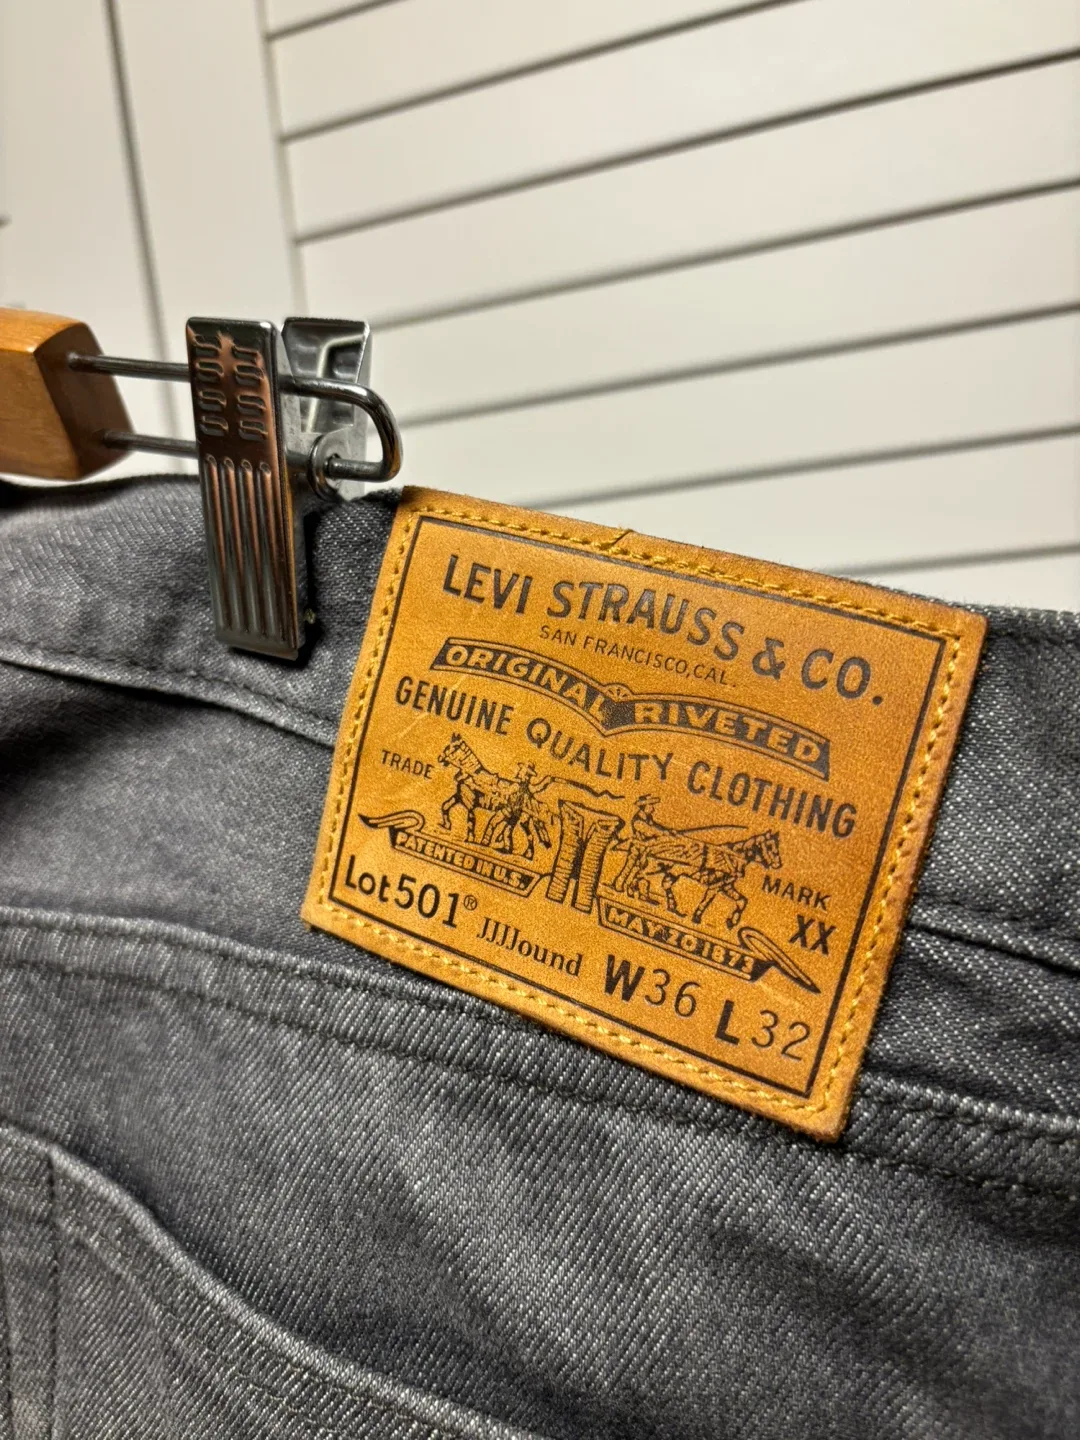 LEVI STRAUSS & CO.
SAN FRANCISCO, CAL.
ORIGINAL RIVETED
GENUINE QUALITY CLOTHING
TRADE MARK
PATENTED IN U.S. MAY 20 1873
XX
Lot 501® JJJJound W36 L32